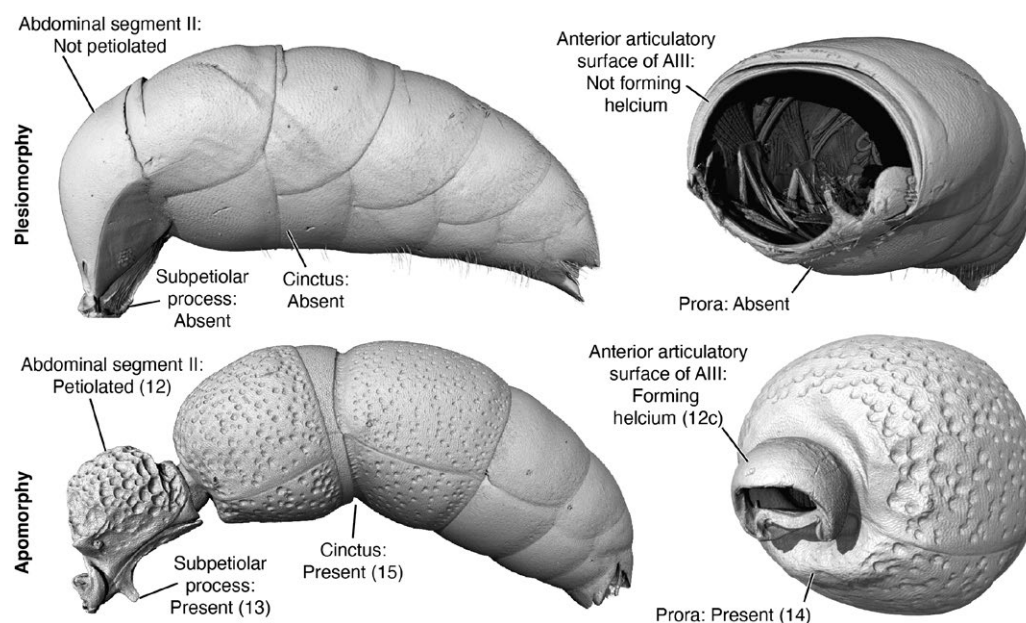 Abdominal segment II:
Not petiolated
Anterior articulatory
surface of AIII:
Not forming
helcium
Plesiomorphy
Subpetiolar
process:
Absent
Cinctus:
Absent
Prora: Absent
Abdominal segment II:
Petiolated (12)
Anterior articulatory
surface of AIII:
Forming
helcium (12c)
Apomorphy
Subpetiolar
process:
Present (13)
Cinctus:
Present (15)
Prora: Present (14)